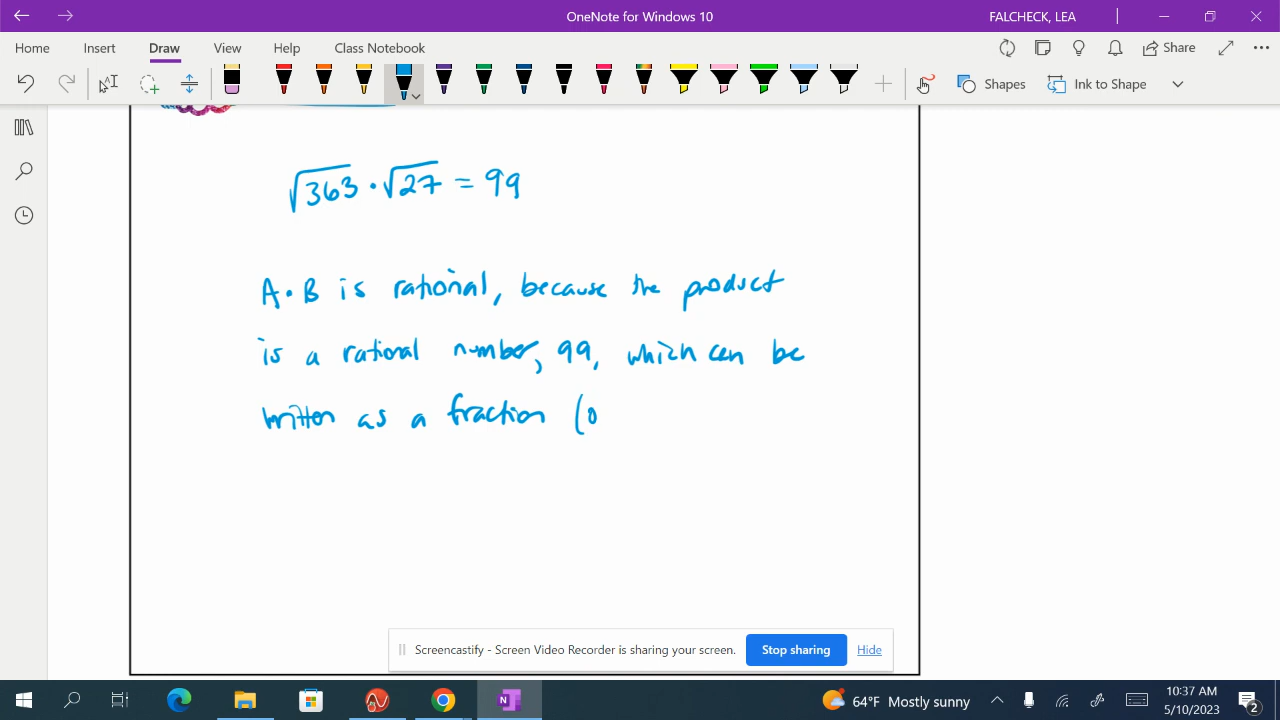 OneNote for Windows 10
FALCHECK, LEA
Home Insert Draw View Help Class Notebook
Share
Shapes
Ink to Shape
√363 · √27 = 99
A · B is rational, because the product
is a rational number, 99, which can be
written as a fraction (o
Screencastify - Screen Video Recorder is sharing your screen.
Stop sharing
Hide
64°F Mostly sunny
10:37 AM
5/10/2023
2